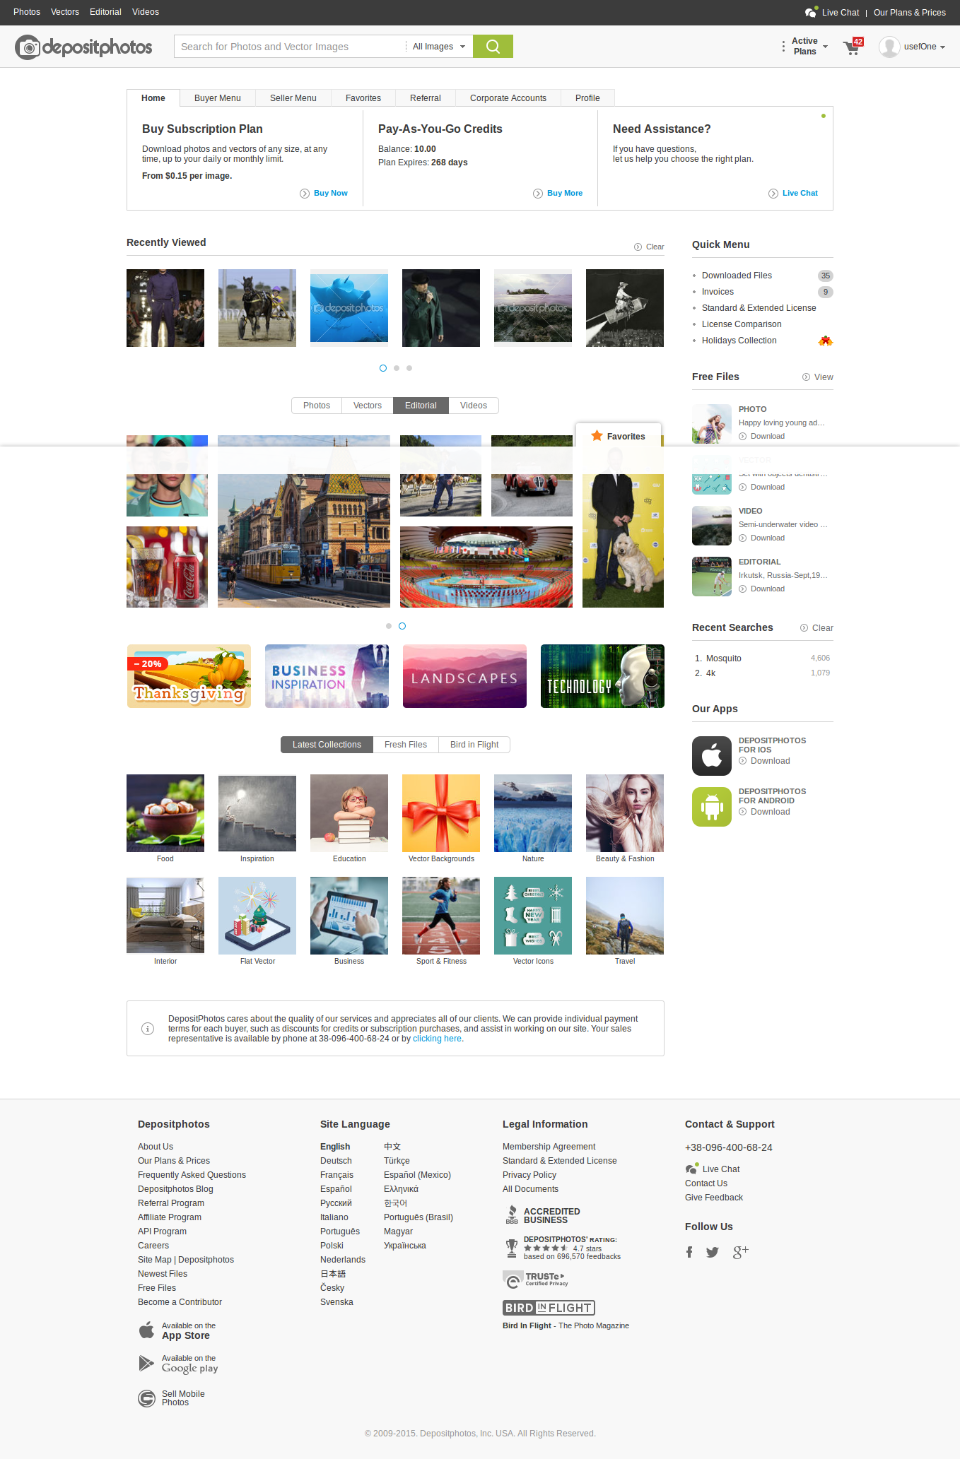 Photos Vectors Editorial Videos
Live Chat | Our Plans & Prices
depositphotos
Search for Photos and Vector Images
All Images
Active
Plans
42
usefOne
Home
Buyer Menu
Seller Menu
Favorites
Referral
Corporate Accounts
Profile
Buy Subscription Plan
Download photos and vectors of any size, at any
time, up to your daily or monthly limit.
From $0.15 per image.
Buy Now
Pay-As-You-Go Credits
Balance: 10.00
Plan Expires: 268 days
Buy More
Need Assistance?
If you have questions,
let us help you choose the right plan.
Live Chat
Recently Viewed
Clear
depositphotos
depositphotos
Photos
Vectors
Editorial
Videos
Favorites
Coca-Cola
- 20%
Thanksgiving
BUSINESS
INSPIRATION
LANDSCAPES
TECHNOLOGY
Latest Collections
Fresh Files
Bird in Flight
Food
Inspiration
Education
Vector Backgrounds
Nature
Beauty & Fashion
Interior
Flat Vector
Business
Sport & Fitness
Vector Icons
Travel
Quick Menu
Downloaded Files 35
Invoices 9
Standard & Extended License
License Comparison
Holidays Collection
Free Files
View
PHOTO
Happy loving young ad...
Download
Download
VIDEO
Semi-underwater video ...
Download
EDITORIAL
Irkutsk, Russia-Sept,19...
Download
Recent Searches
Clear
1. Mosquito 4,606
2. 4k 1,079
Our Apps
DEPOSITPHOTOS
FOR IOS
Download
DEPOSITPHOTOS
FOR ANDROID
Download
DepositPhotos cares about the quality of our services and appreciates all of our clients. We can provide individual payment
terms for each buyer, such as discounts for credits or subscription purchases, and assist in working on our site. Your sales
representative is available by phone at 38-096-400-68-24 or by clicking here.
Depositphotos
About Us
Our Plans & Prices
Frequently Asked Questions
Depositphotos Blog
Referral Program
Affiliate Program
API Program
Careers
Site Map | Depositphotos
Newest Files
Free Files
Become a Contributor
Available on the
App Store
Available on the
Google play
Sell Mobile
Photos
Site Language
English
Deutsch
Français
Español
Русский
Italiano
Português
Polski
Nederlands
日本語
Česky
Svenska
中文
Türkçe
Español (Mexico)
Ελληνικά
한국어
Português (Brasil)
Magyar
Українська
Legal Information
Membership Agreement
Standard & Extended License
Privacy Policy
All Documents
BBB
ACCREDITED
BUSINESS
DEPOSITPHOTOS' RATING:
4.7 stars
based on 696,570 feedbacks
TRUSTe
Certified Privacy
BIRD IN FLIGHT
Bird In Flight - The Photo Magazine
Contact & Support
+38-096-400-68-24
Live Chat
Contact Us
Give Feedback
Follow Us
© 2009-2015. Depositphotos, Inc. USA. All Rights Reserved.